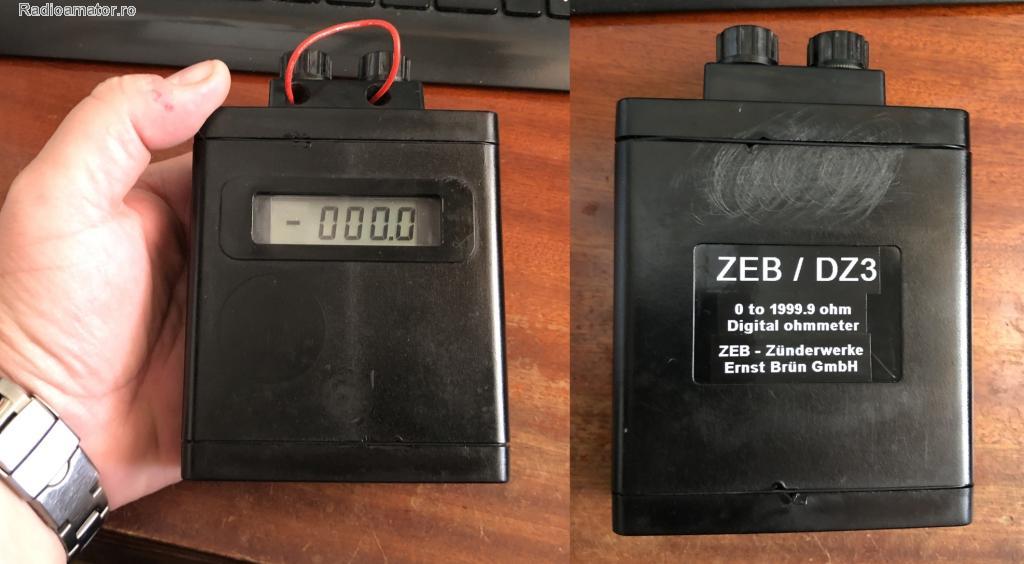 Radioamator.ro
- 000.0
ZEB / DZ3
0 to 1999.9 ohm
Digital ohmmeter
ZEB - Zünderwerke
Ernst Brün GmbH